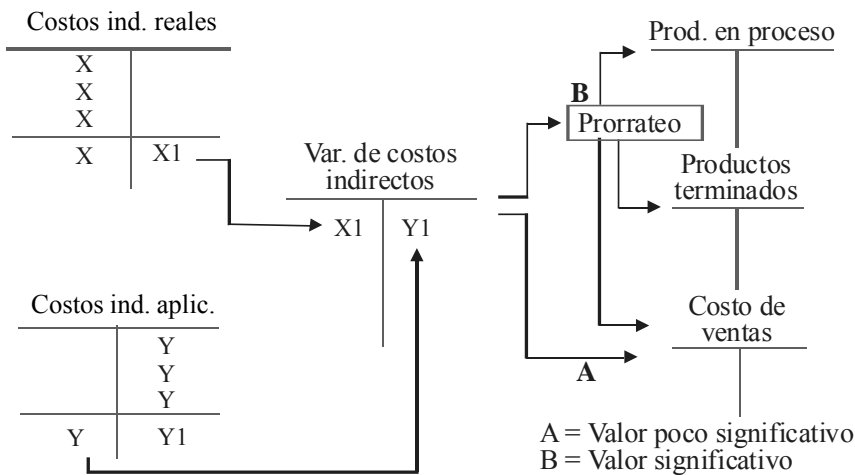 Costos ind. reales
X
X
X
X X1
Costos ind. aplic.
Y
Y
Y
Y Y1
Var. de costos
indirectos
X1 Y1
B
Prorrateo
A
Prod. en proceso
Productos
terminados
Costo de
ventas
A = Valor poco significativo
B = Valor significativo